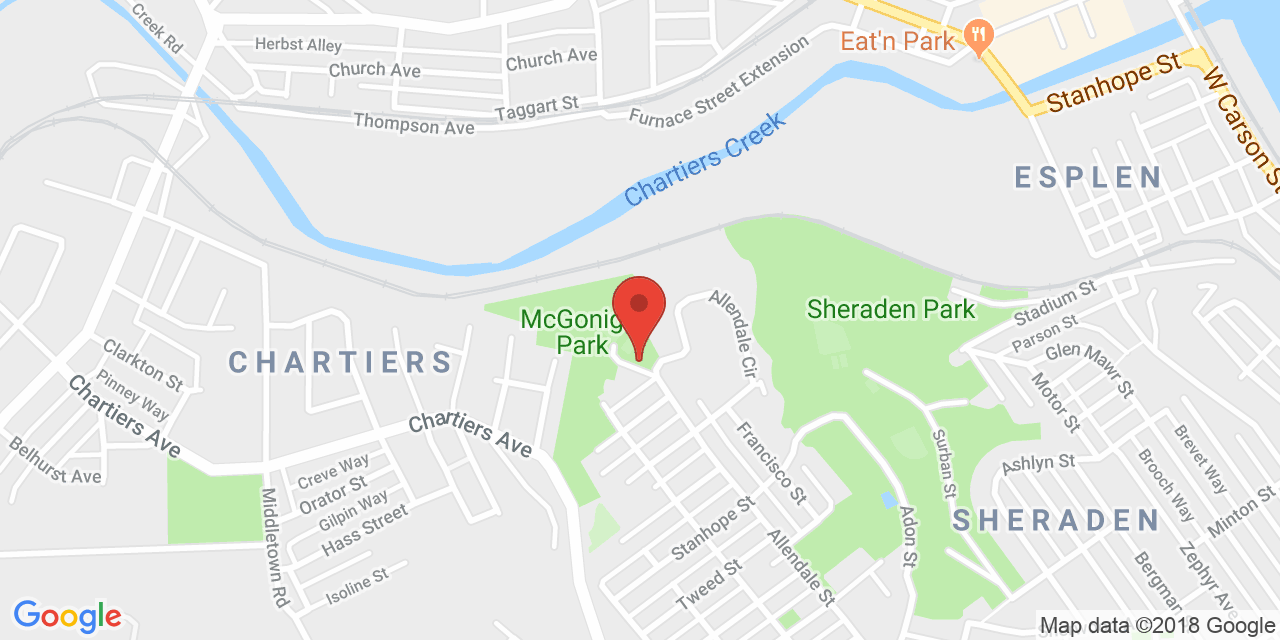 Creek Rd
Herbst Alley
Church Ave
Church Ave
Eat'n Park
Taggart St
Thompson Ave
Furnace Street Extension
Stanhope St
W Carson St
Chartiers Creek
ESPLEN
McGonig
Park
Allendale Cir
Sheraden Park
Stadium St
Parson St
Glen Mawr St
CHARTIERS
Clarkton St
Pinney Way
Chartiers Ave
Belhurst Ave
Chartiers Ave
Motor St
Brevet Way
Brooch Way
Francisco St
Surban St
Ashlyn St
Minton St
Creve Way
Orator St
Gilpin Way
Hass Street
Middletown Rd
Isoline St
Stanhope St
Tweed St
Allendale St
Adon St
SHERADEN
Zephyr Ave
Bergman
Google
Map data ©2018 Google